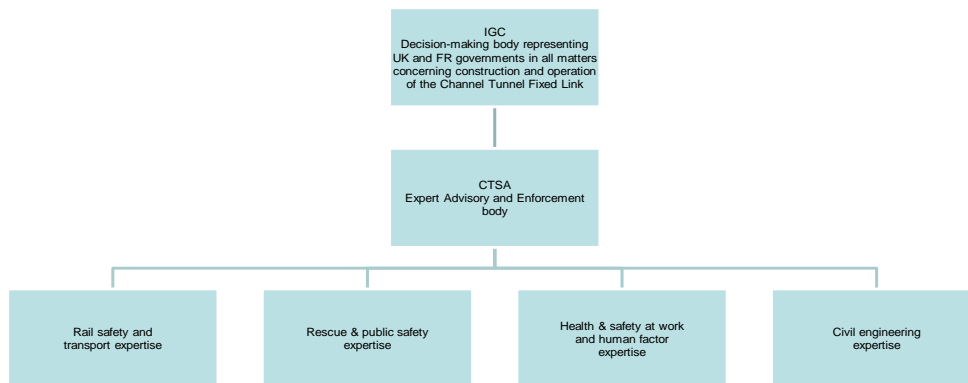 IGC
Decision-making body representing
UK and FR governments in all matters
concerning construction and operation
of the Channel Tunnel Fixed Link
CTSA
Expert Advisory and Enforcement
body
Rail safety and
transport expertise
Rescue & public safety
expertise
Health & safety at work
and human factor
expertise
Civil engineering
expertise